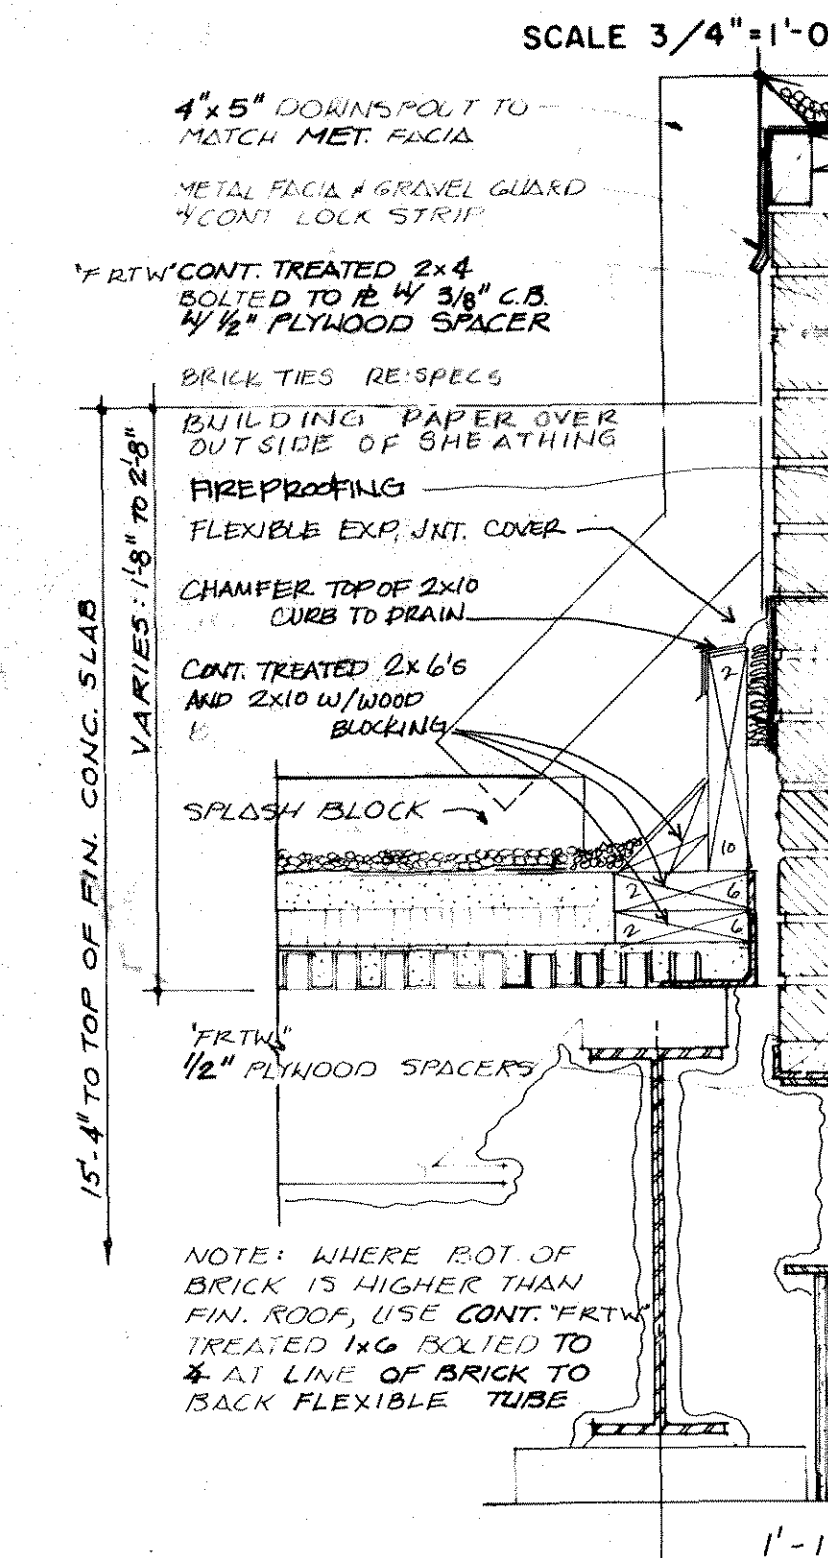 SCALE 3/4" = 1'-0
4"x5" DOWNSPOUT TO
MATCH MET. FACIA
METAL FACIA & GRAVEL GUARD
W/CONT LOCK STRIP
"FRTW" CONT. TREATED 2x4
BOLTED TO PL W/ 3/8" C.B.
W/ 1/2" PLYWOOD SPACER
BRICK TIES RE: SPECS
BUILDING PAPER OVER
OUTSIDE OF SHEATHING
FIREPROOFING
FLEXIBLE EXP. JNT. COVER
CHAMFER TOP OF 2x10
CURB TO DRAIN
CONT. TREATED 2x6'S
AND 2x10 W/WOOD
BLOCKING
SPLASH BLOCK
VARIES: 1'-8" TO 2'-8"
15'-4" TO TOP OF FIN. CONC. SLAB
2
10
2 6
2 6
"FRTW"
1/2" PLYWOOD SPACERS
NOTE: WHERE BOT. OF
BRICK IS HIGHER THAN
FIN. ROOF, USE CONT. "FRTW"
TREATED 1x6 BOLTED TO
∡ AT LINE OF BRICK TO
BACK FLEXIBLE TUBE
1'-1